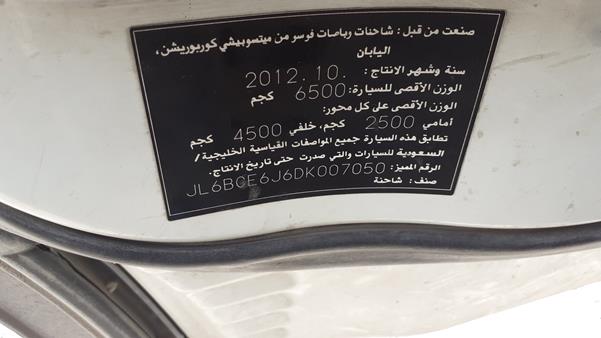 صنعت من قبل : شاحنات وباصات فوسو من ميتسوبيشي كوربوريشن،
اليابان
سنة وشهر الانتاج : 2012.10.
الوزن الأقصى للسيارة: 6500 كجم
الوزن الأقصى على كل محور:
أمامي 2500 كجم، خلفي 4500 كجم
تطابق هذه السيارة جميع المواصفات القياسية الخليجية/
السعودية للسيارات والتي صدرت حتى تاريخ الإنتاج.
الرقم المميز: JL6BCE6J6DK007050
صنف : شاحنة